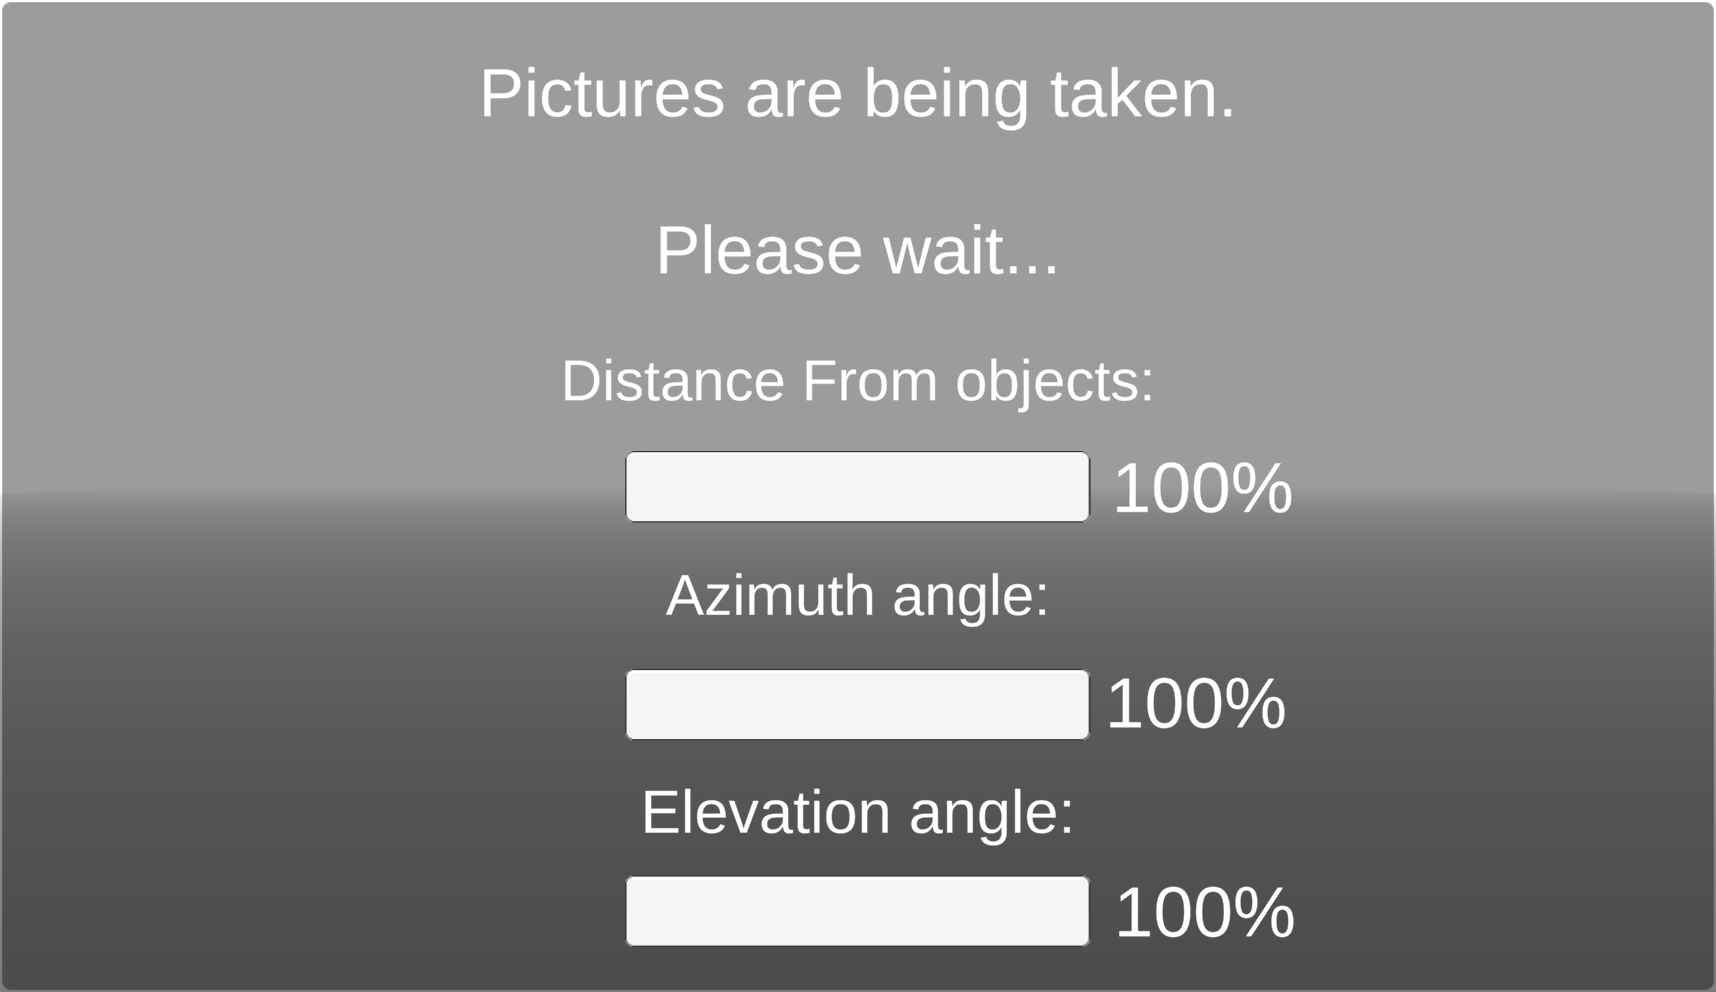 Pictures are being taken.
Please wait...
Distance From objects:
100%
Azimuth angle:
100%
Elevation angle:
100%